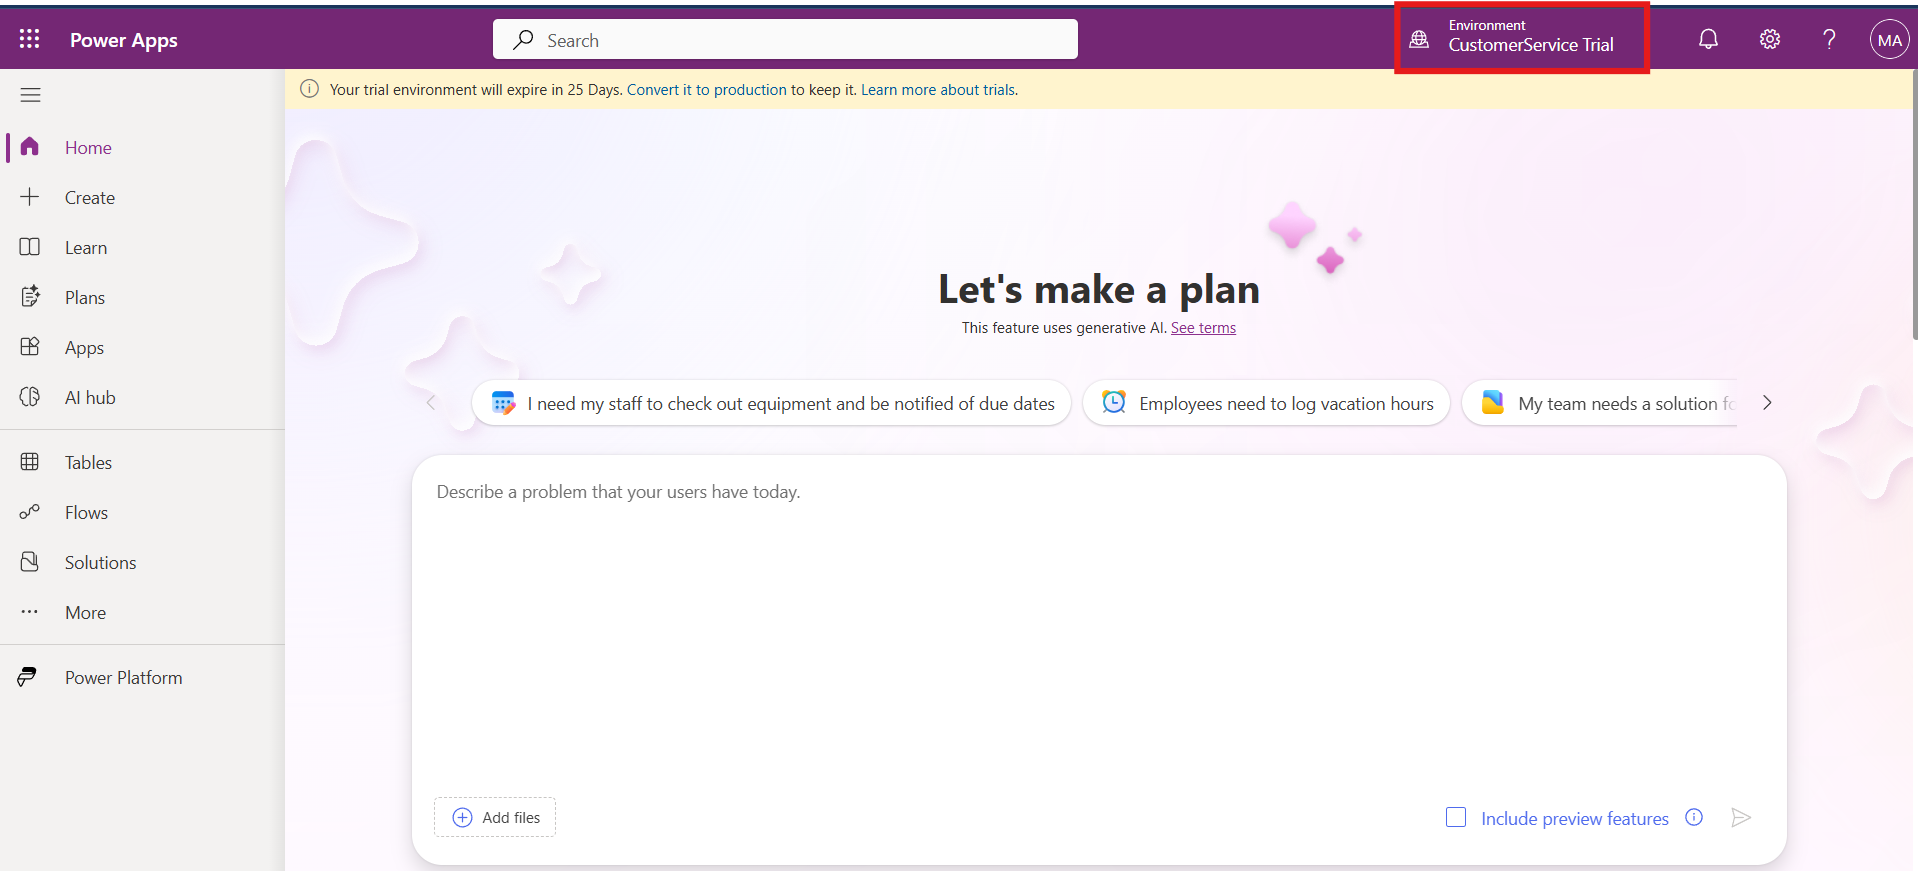 Power Apps
Search
Environment
CustomerService Trial
MA
Your trial environment will expire in 25 Days. Convert it to production to keep it. Learn more about trials.
Home
Create
Learn
Plans
Apps
AI hub
Tables
Flows
Solutions
More
Power Platform
Let's make a plan
This feature uses generative AI. See terms
I need my staff to check out equipment and be notified of due dates
Employees need to log vacation hours
My team needs a solution fo
Describe a problem that your users have today.
Add files
Include preview features